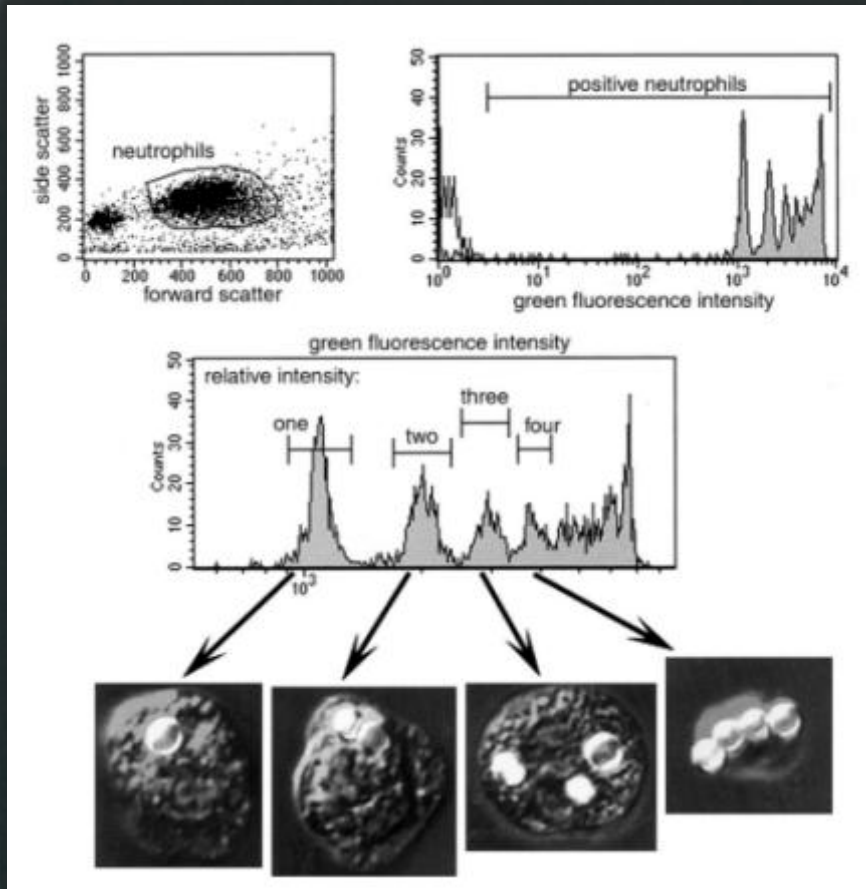 1000
800
600
400
200
0
side scatter
neutrophils
0 200 400 600 800 1000
forward scatter
50
40
30
20
10
0
Counts
positive neutrophils
10⁰ 10¹ 10² 10³ 10⁴
green fluorescence intensity
green fluorescence intensity
50
40
30
20
10
0
Counts
relative intensity:
one
two
three
four
10³